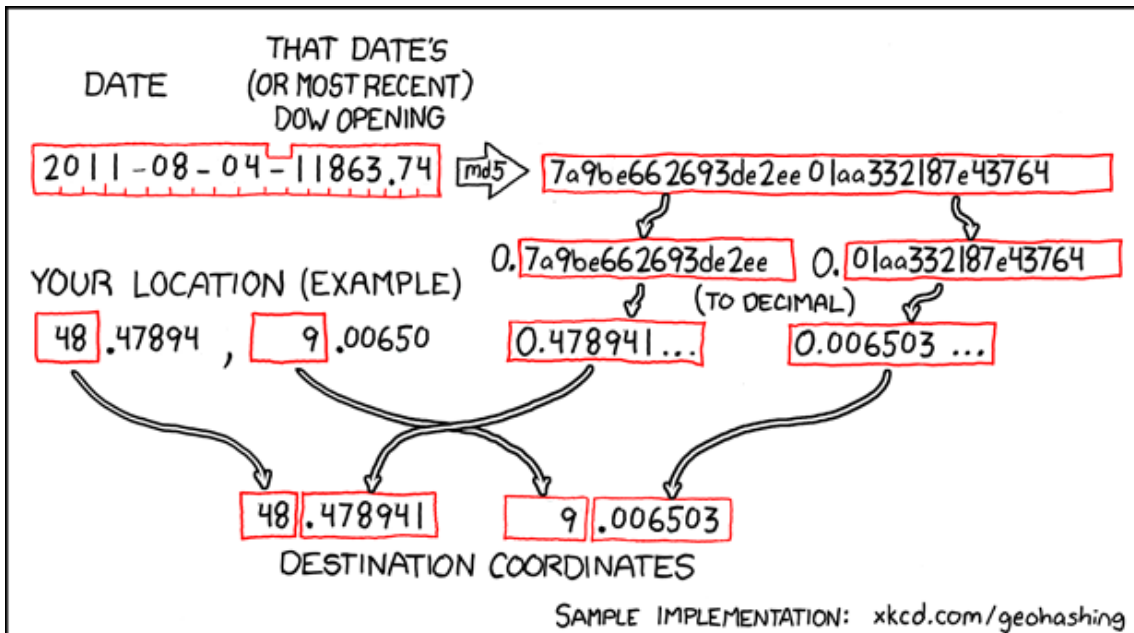 DATE
THAT DATE'S
(OR MOST RECENT)
DOW OPENING
2011-08-04-11863.74
md5
7a9be662693de2ee01aa332187e43764
0.7a9be662693de2ee
0.01aa332187e43764
(TO DECIMAL)
YOUR LOCATION (EXAMPLE)
48.47894, 9.00650
0.478941...
0.006503...
48.478941
9.006503
DESTINATION COORDINATES
SAMPLE IMPLEMENTATION: xkcd.com/geohashing